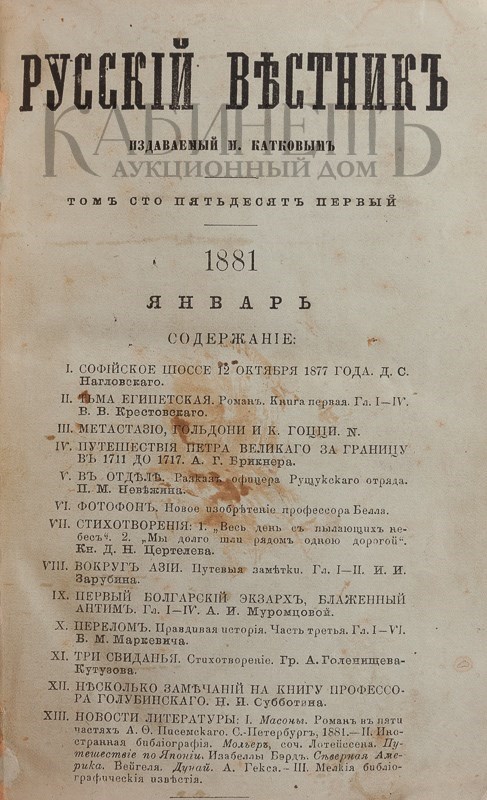 РУССКІЙ ВѢСТНИКЪ
КАБИНЕТЪ
ИЗДАВАЕМЫЙ М. КАТКОВЫМЪ
АУКЦИОННЫЙ ДОМ
ТОМЪ СТО ПЯТЬДЕСЯТЪ ПЕРВЫЙ
1881
ЯНВАРЬ
СОДЕРЖАНІЕ:
I. СОФІЙСКОЕ ШОССЕ 12 ОКТЯБРЯ 1877 ГОДА. Д. С.
Нагловскаго.
II. ТЬМА ЕГИПЕТСКАЯ. Романъ. Книга первая. Гл. I—IV.
В. В. Крестовскаго.
III. МЕТАСТАЗІО, ГОЛЬДОНИ И К. ГОЦЦИ. N.
IV. ПУТЕШЕСТВІЯ ПЕТРА ВЕЛИКАГО ЗА ГРАНИЦУ
ВЪ 1711 ДО 1717. А. Г. Брикнера.
V. ВЪ ОТДѢЛѢ. Разказъ офицера Рущукскаго отряда.
П. М. Невѣжина.
VI. ФОТОФОНЪ. Новое изобрѣтеніе профессора Белла.
VII. СТИХОТВОРЕНІЯ: 1. „Весь день съ пылающихъ не-
бесъ“. 2. „Мы долго шли рядомъ одною дорогой“.
Кн. Д. Н. Цертелева.
VIII. ВОКРУГЪ АЗІИ. Путевыя замѣтки. Гл. I—II. И. И.
Зарубина.
IX. ПЕРВЫЙ БОЛГАРСКІЙ ЭКЗАРХЪ, БЛАЖЕННЫЙ
АНТИМЪ. Гл. I—IV. А. И. Муромцовой.
X. ПЕРЕЛОМЪ. Правдивая исторія. Часть третья. Гл. I—VI.
Б. М. Маркевича.
XI. ТРИ СВИДАНЬЯ. Стихотвореніе. Гр. А. Голенищева-
Кутузова.
XII. НѢСКОЛЬКО ЗАМѢЧАНІЙ НА КНИГУ ПРОФЕССО-
РА ГОЛУБИНСКАГО. Н. И. Субботина.
XIII. НОВОСТИ ЛИТЕРАТУРЫ: I. Масоны. Романъ въ пяти
частяхъ А. Ѳ. Писемскаго. С.-Петербургъ, 1881.—II. Ино-
странная библіографія. Мольеръ, соч. Лотейссена. Пу-
тешествіе по Японіи. Изабеллы Бөрдъ. Сѣверная Аме-
рика. Вейгеля. Дунай. А. Гекса.—III. Мелкія библіо-
графическія извѣстія.